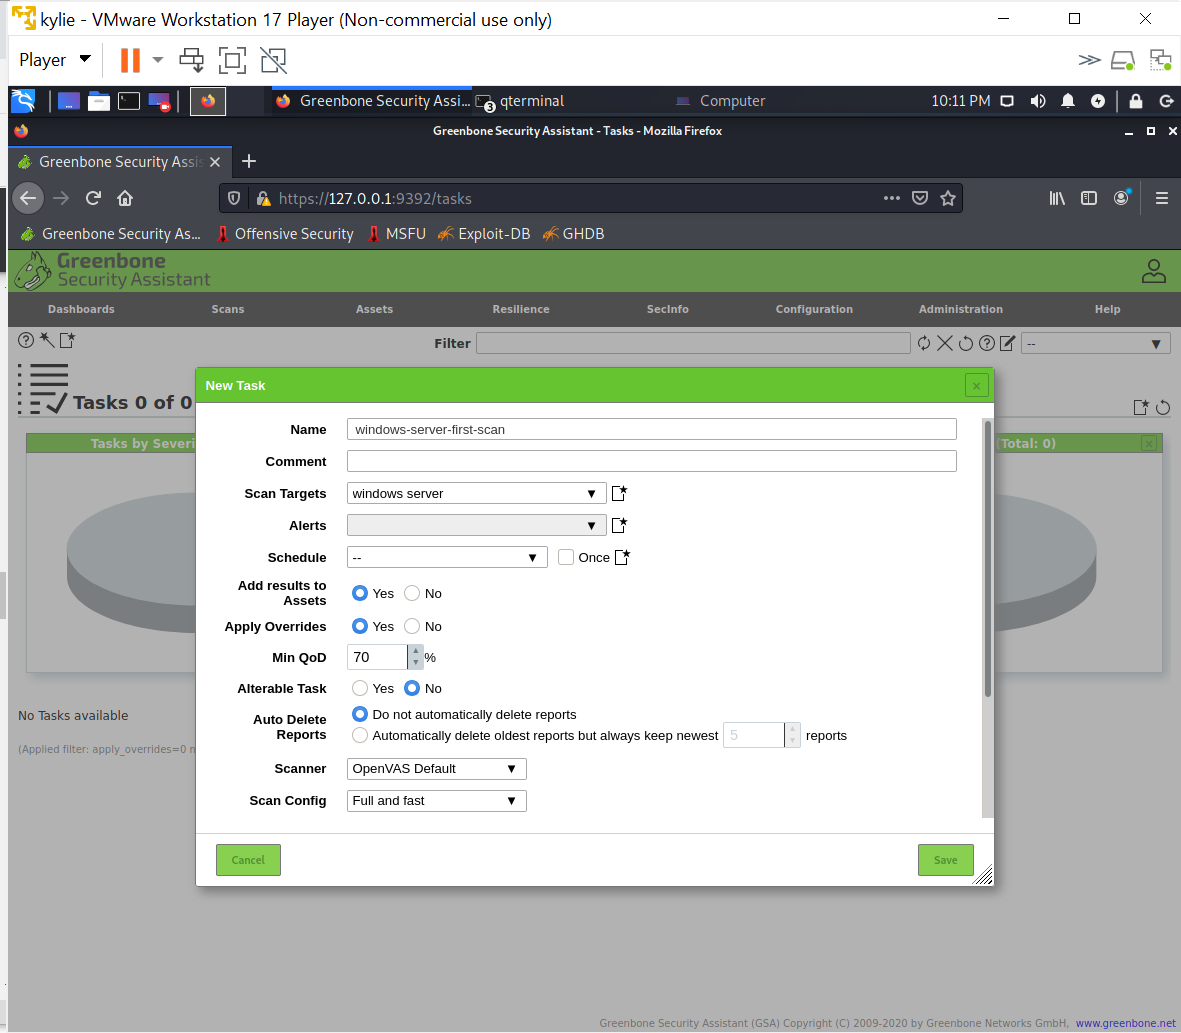 kylie - VMware Workstation 17 Player (Non-commercial use only)
Player
Greenbone Security Assi...
3
qterminal
Computer
10:11 PM
Greenbone Security Assistant - Tasks - Mozilla Firefox
Greenbone Security Assis
https://127.0.0.1:9392/tasks
Greenbone Security As...
Offensive Security
MSFU
Exploit-DB
GHDB
Greenbone
Security Assistant
Dashboards
Scans
Assets
Resilience
SecInfo
Configuration
Administration
Help
Filter
--
Tasks 0 of 0
Tasks by Severi
(Total: 0)
New Task
Name
windows-server-first-scan
Comment
Scan Targets
windows server
Alerts
Schedule
--
Once
Add results to
Assets
Yes
No
Apply Overrides
Yes
No
Min QoD
70
%
Alterable Task
Yes
No
Auto Delete
Reports
Do not automatically delete reports
Automatically delete oldest reports but always keep newest
5
reports
Scanner
OpenVAS Default
Scan Config
Full and fast
Cancel
Save
No Tasks available
(Applied filter: apply_overrides=0
Greenbone Security Assistant (GSA) Copyright (C) 2009-2020 by Greenbone Networks GmbH, www.greenbone.net